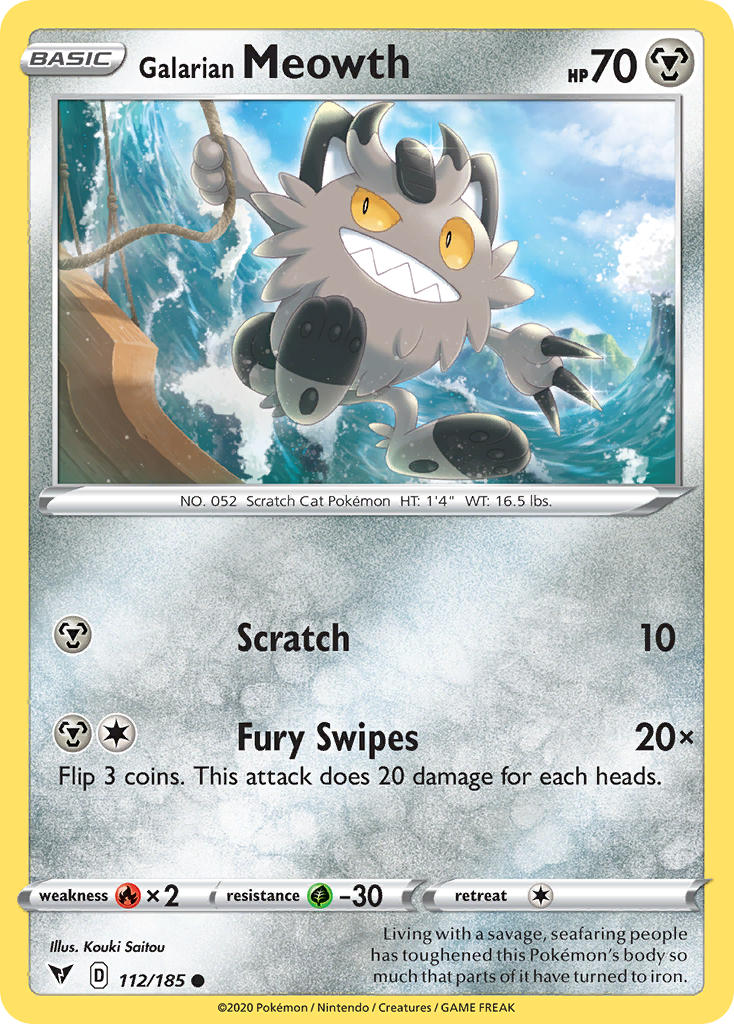 BASIC Galarian Meowth HP 70
NO. 052 Scratch Cat Pokémon HT: 1'4" WT: 16.5 lbs.
Scratch 10
Fury Swipes 20×
Flip 3 coins. This attack does 20 damage for each heads.
weakness ×2 resistance -30 retreat
Illus. Kouki Saitou
D 112/185
Living with a savage, seafaring people
has toughened this Pokémon's body so
much that parts of it have turned to iron.
©2020 Pokémon / Nintendo / Creatures / GAME FREAK